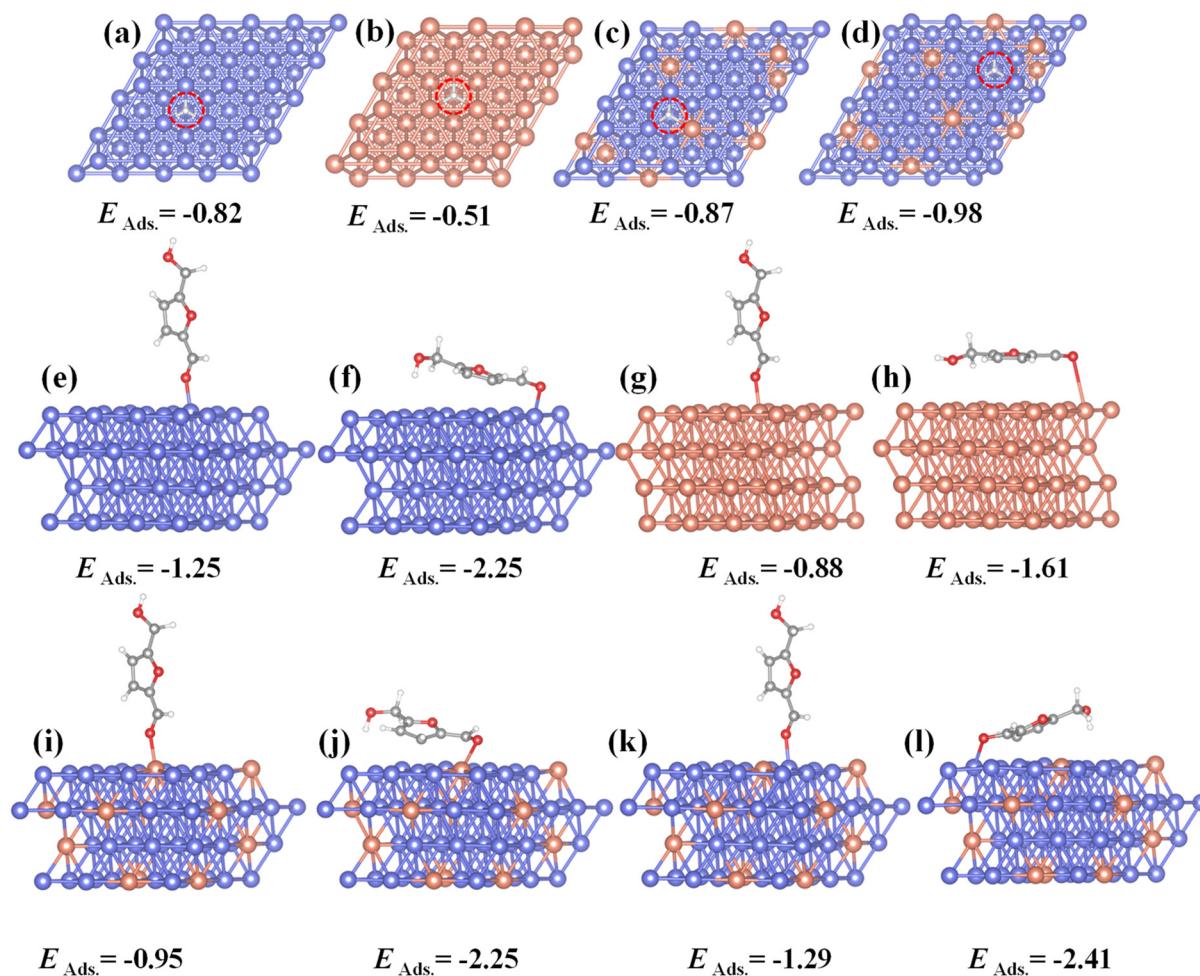 (a) (b) (c) (d)
E Ads. = -0.82 E Ads. = -0.51 E Ads. = -0.87 E Ads. = -0.98
(e) (f) (g) (h)
E Ads. = -1.25 E Ads. = -2.25 E Ads. = -0.88 E Ads. = -1.61
(i) (j) (k) (l)
E Ads. = -0.95 E Ads. = -2.25 E Ads. = -1.29 E Ads. = -2.41